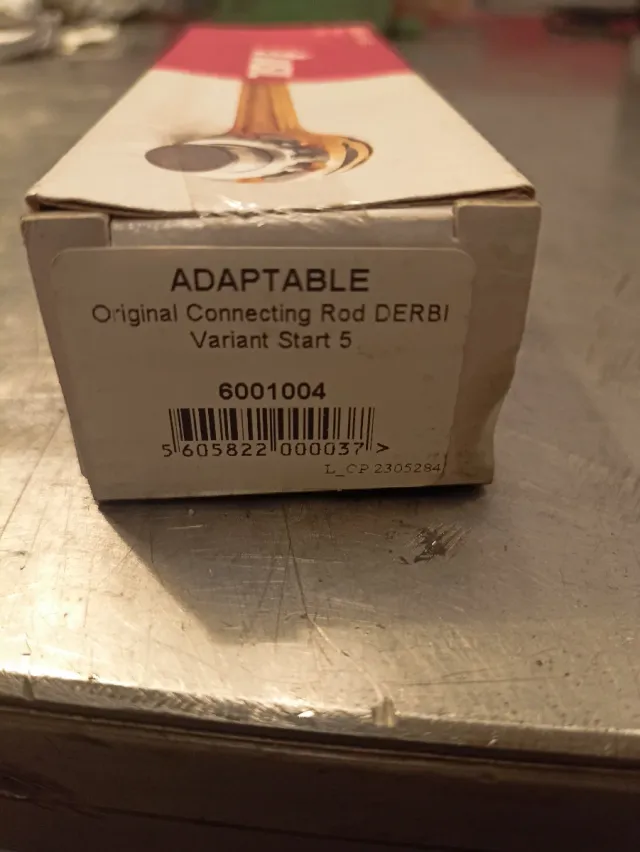 ADAPTABLE
Original Connecting Rod DERBI
Variant Start 5
6001004
5 605822 000037 >
L_CP 2305284